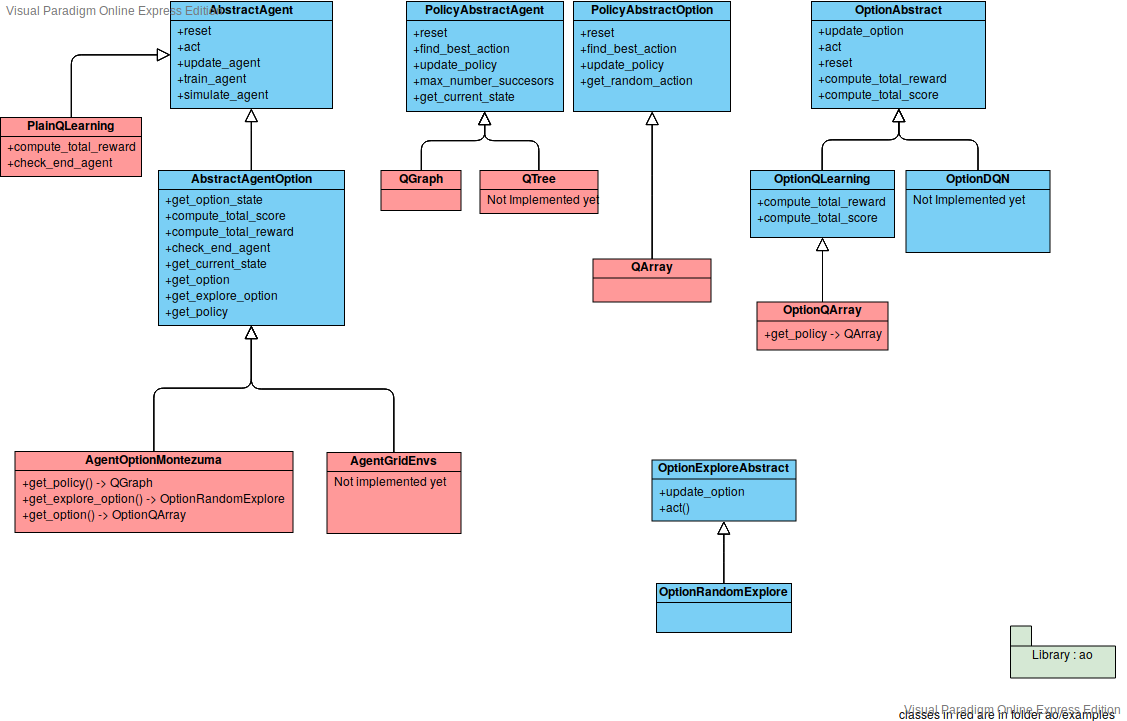 Visual Paradigm Online Express Edition
AbstractAgent
+reset
+act
+update_agent
+train_agent
+simulate_agent
PolicyAbstractAgent
+reset
+find_best_action
+update_policy
+max_number_succesors
+get_current_state
PolicyAbstractOption
+reset
+find_best_action
+update_policy
+get_random_action
OptionAbstract
+update_option
+act
+reset
+compute_total_reward
+compute_total_score
PlainQLearning
+compute_total_reward
+check_end_agent
AbstractAgentOption
+get_option_state
+compute_total_score
+compute_total_reward
+check_end_agent
+get_current_state
+get_option
+get_explore_option
+get_policy
QGraph
QTree
Not Implemented yet
OptionQLearning
+compute_total_reward
+compute_total_score
OptionDQN
Not Implemented yet
QArray
OptionQArray
+get_policy -> QArray
AgentOptionMontezuma
+get_policy() -> QGraph
+get_explore_option() -> OptionRandomExplore
+get_option() -> OptionQArray
AgentGridEnvs
Not implemented yet
OptionExploreAbstract
+update_option
+act()
OptionRandomExplore
Library : ao
Visual Paradigm Online Express Edition
classes in red are in folder ao/examples